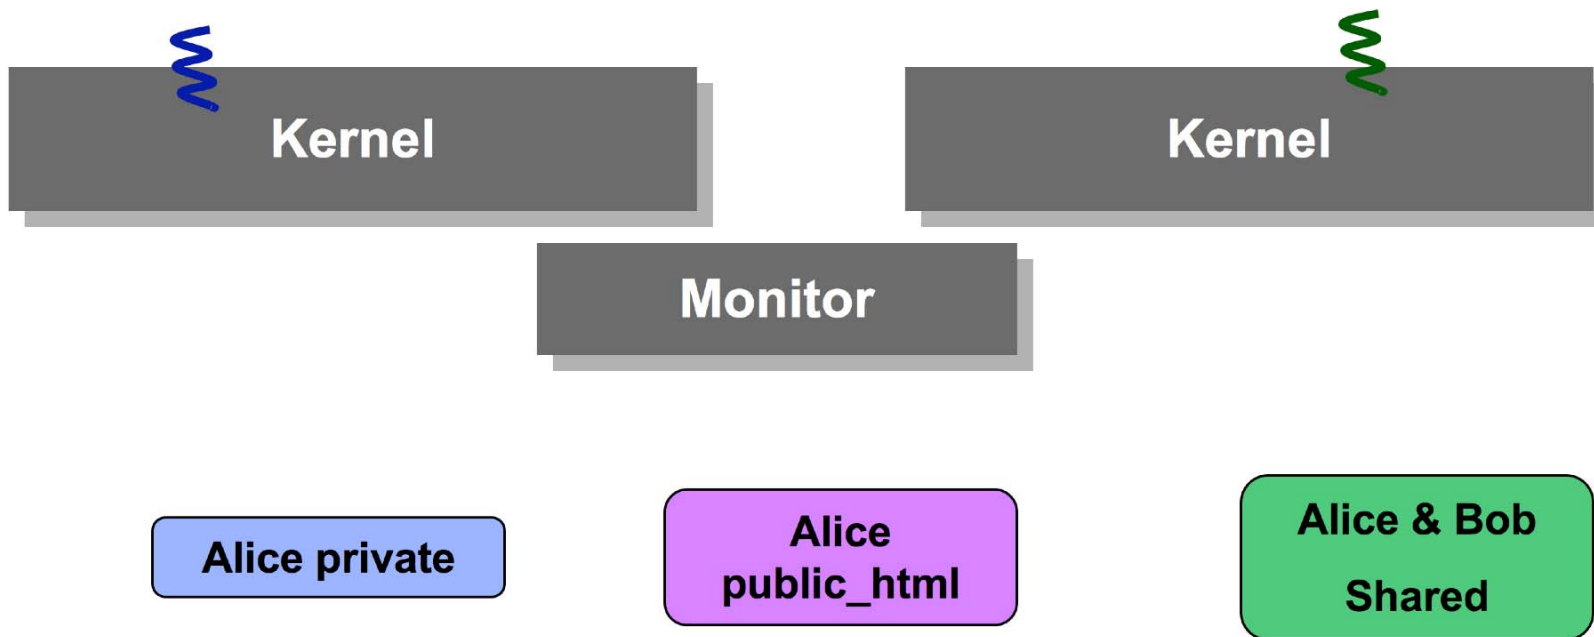 Kernel
Kernel
Monitor
Alice private
Alice
public_html
Alice & Bob
Shared